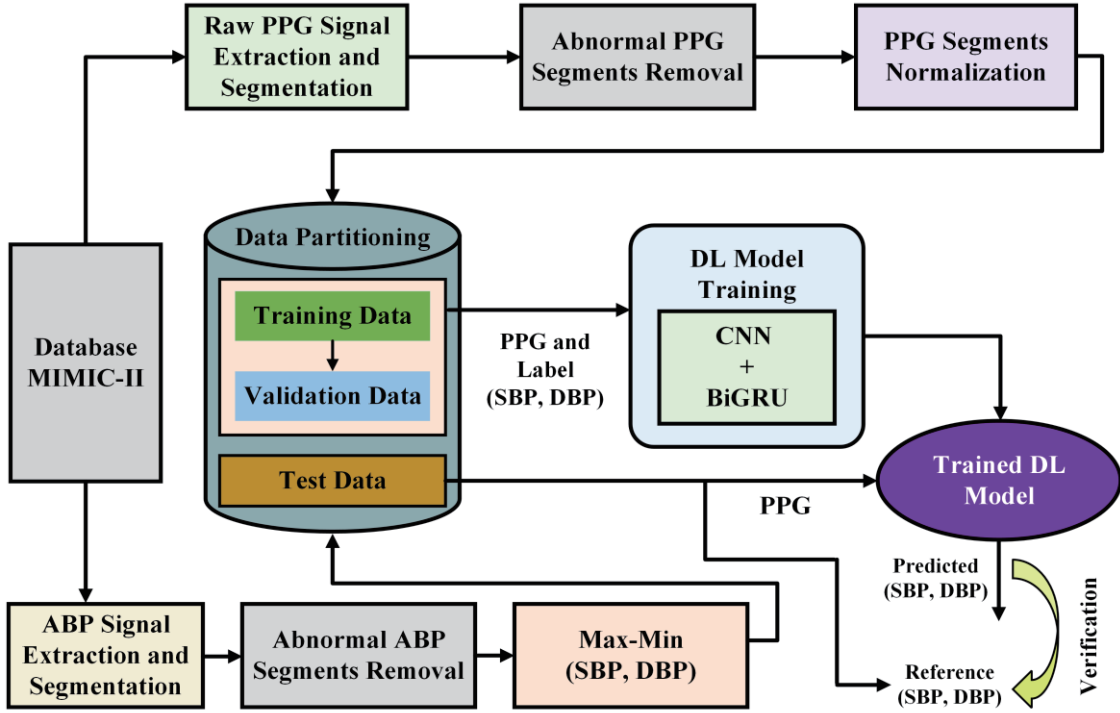 Raw PPG Signal
Extraction and
Segmentation
Abnormal PPG
Segments Removal
PPG Segments
Normalization
Database
MIMIC-II
Data Partitioning
Training Data
Validation Data
Test Data
PPG and
Label
(SBP, DBP)
DL Model
Training
CNN
+
BiGRU
Trained DL
Model
PPG
Predicted
(SBP, DBP)
Verification
Reference
(SBP, DBP)
ABP Signal
Extraction and
Segmentation
Abnormal ABP
Segments Removal
Max-Min
(SBP, DBP)